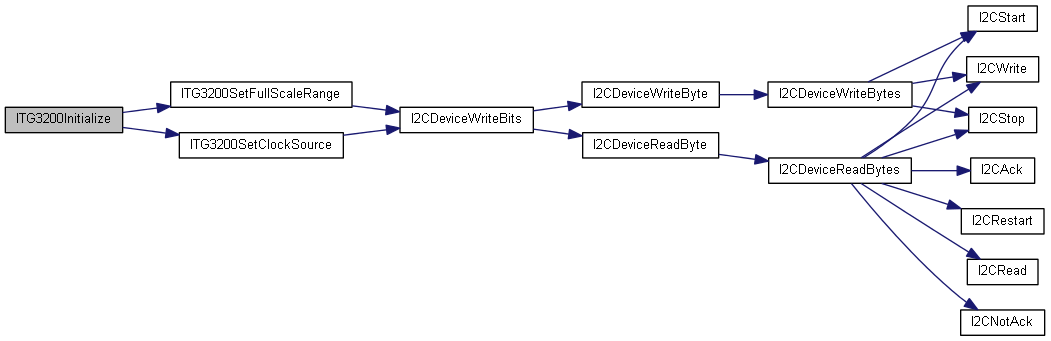 ITG3200Initialize
ITG3200SetFullScaleRange
ITG3200SetClockSource
I2CDeviceWriteBits
I2CDeviceWriteByte
I2CDeviceReadByte
I2CDeviceWriteBytes
I2CDeviceReadBytes
I2CStart
I2CWrite
I2CStop
I2CAck
I2CRestart
I2CRead
I2CNotAck